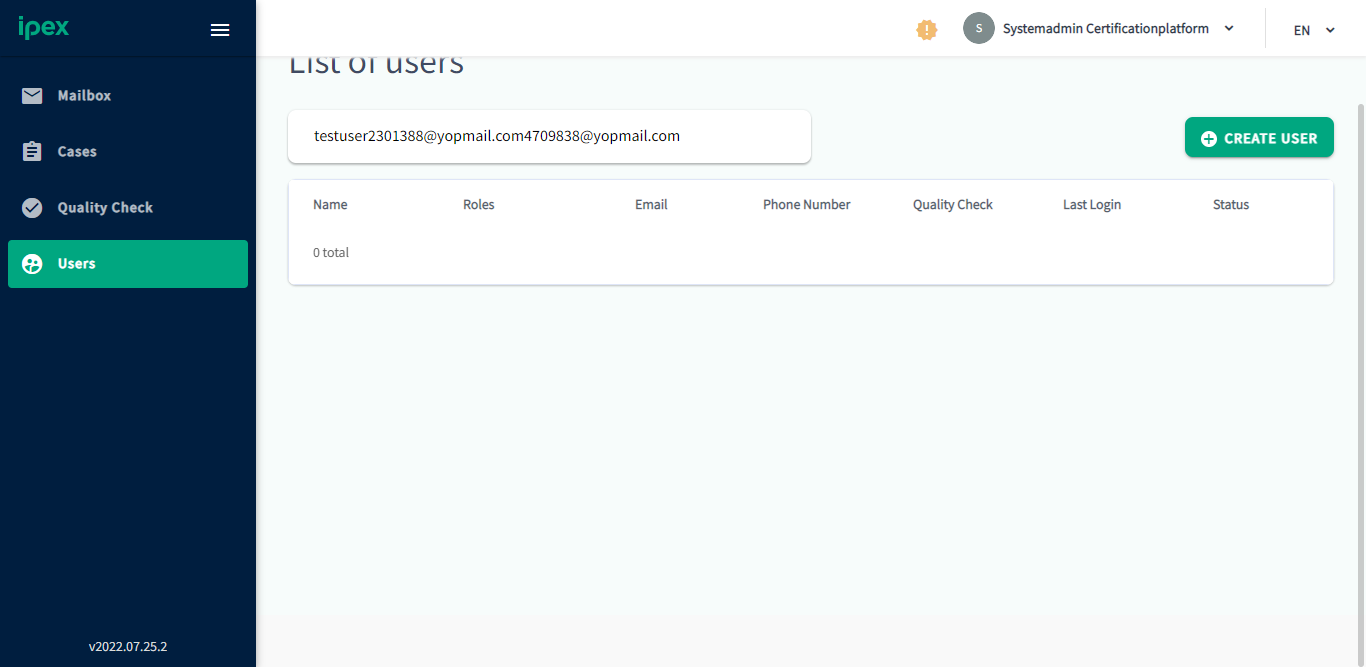 ipex
S
Systemadmin Certificationplatform
EN
Mailbox
Cases
Quality Check
Users
v2022.07.25.2
List of users
testuser2301388@yopmail.com4709838@yopmail.com
CREATE USER
Name Roles Email Phone Number Quality Check Last Login Status
0 total